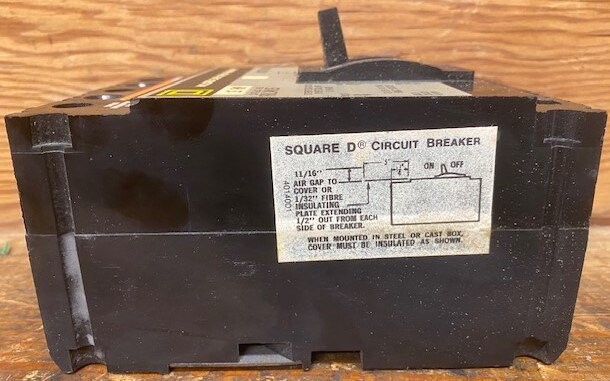 SQUARE D® CIRCUIT BREAKER
11/16"
AIR GAP TO
COVER OR
1/32" FIBRE
INSULATING
PLATE EXTENDING
1/2" OUT FROM EACH
SIDE OF BREAKER.
ON OFF
WHEN MOUNTED IN STEEL OR CAST BOX,
COVER MUST BE INSULATED AS SHOWN.